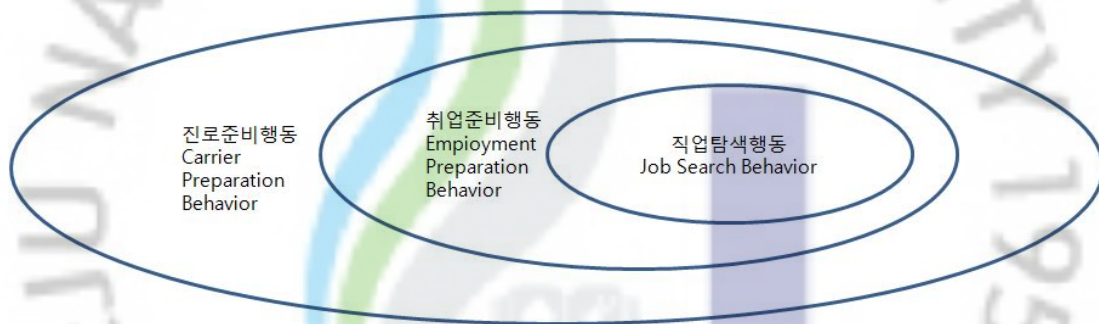 진로준비행동
Carrier
Preparation
Behavior
취업준비행동
Empioyment
Preparation
Behavior
직업탐색행동
Job Search Behavior